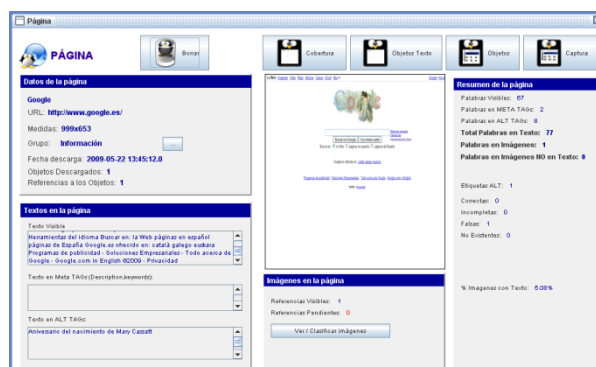 Página
PÁGINA
Borrar
Cobertura
Objetos Texto
Objetos
Captura
Datos de la página
Google
URL: http://www.google.es/
Medidas: 999x653
Grupo: Información
...
Fecha descarga: 2009-05-22 13:45:12.0
Objetos Descargados: 1
Referencias a los Objetos: 1
Textos en la página
Texto Visible
Herramientas del idioma Buscar en: la Web páginas en español
páginas de España Google.es ofrecido en: català galego euskara
Programas de publicidad - Soluciones Empresariales - Todo acerca de
Google - Google.com in English ©2009 - Privacidad
Texto en Meta TAGs (Description,keywords):
Texto en ALT TAGs:
Aniversario del nacimiento de Mary Cassatt
Imágenes en la página
Referencias Visibles: 1
Referencias Pendientes: 0
Ver / Clasificar imágenes
Resumen de la página
Palabras Visibles: 67
Palabras en META TAGs: 2
Palabras en ALT TAGs: 8
Total Palabras en Texto: 77
Palabras en Imágenes: 1
Palabras en Imágenes NO en Texto: 0
Etiquetas ALT: 1
Correctas: 0
Incompletas: 0
Falsas: 1
No Existentes: 0
% Imagenes con Texto: 5.08%